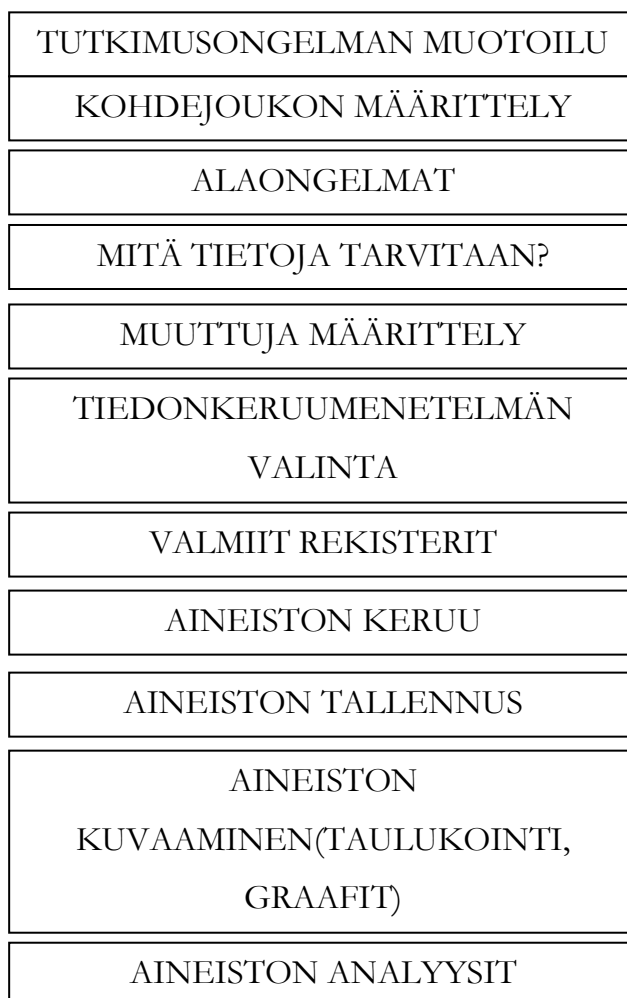 TUTKIMUSONGELMAN MUOTOILU
KOHDEJOUKON MÄÄRITTELY
ALAONGELMAT
MITÄ TIETOJA TARVITAAN?
MUUTTUJA MÄÄRITTELY
TIEDONKERUUMENETELMÄN
VALINTA
VALMIIT REKISTERIT
AINEISTON KERUU
AINEISTON TALLENNUS
AINEISTON
KUVAAMINEN(TAULUKOINTI,
GRAAFIT)
AINEISTON ANALYYSIT